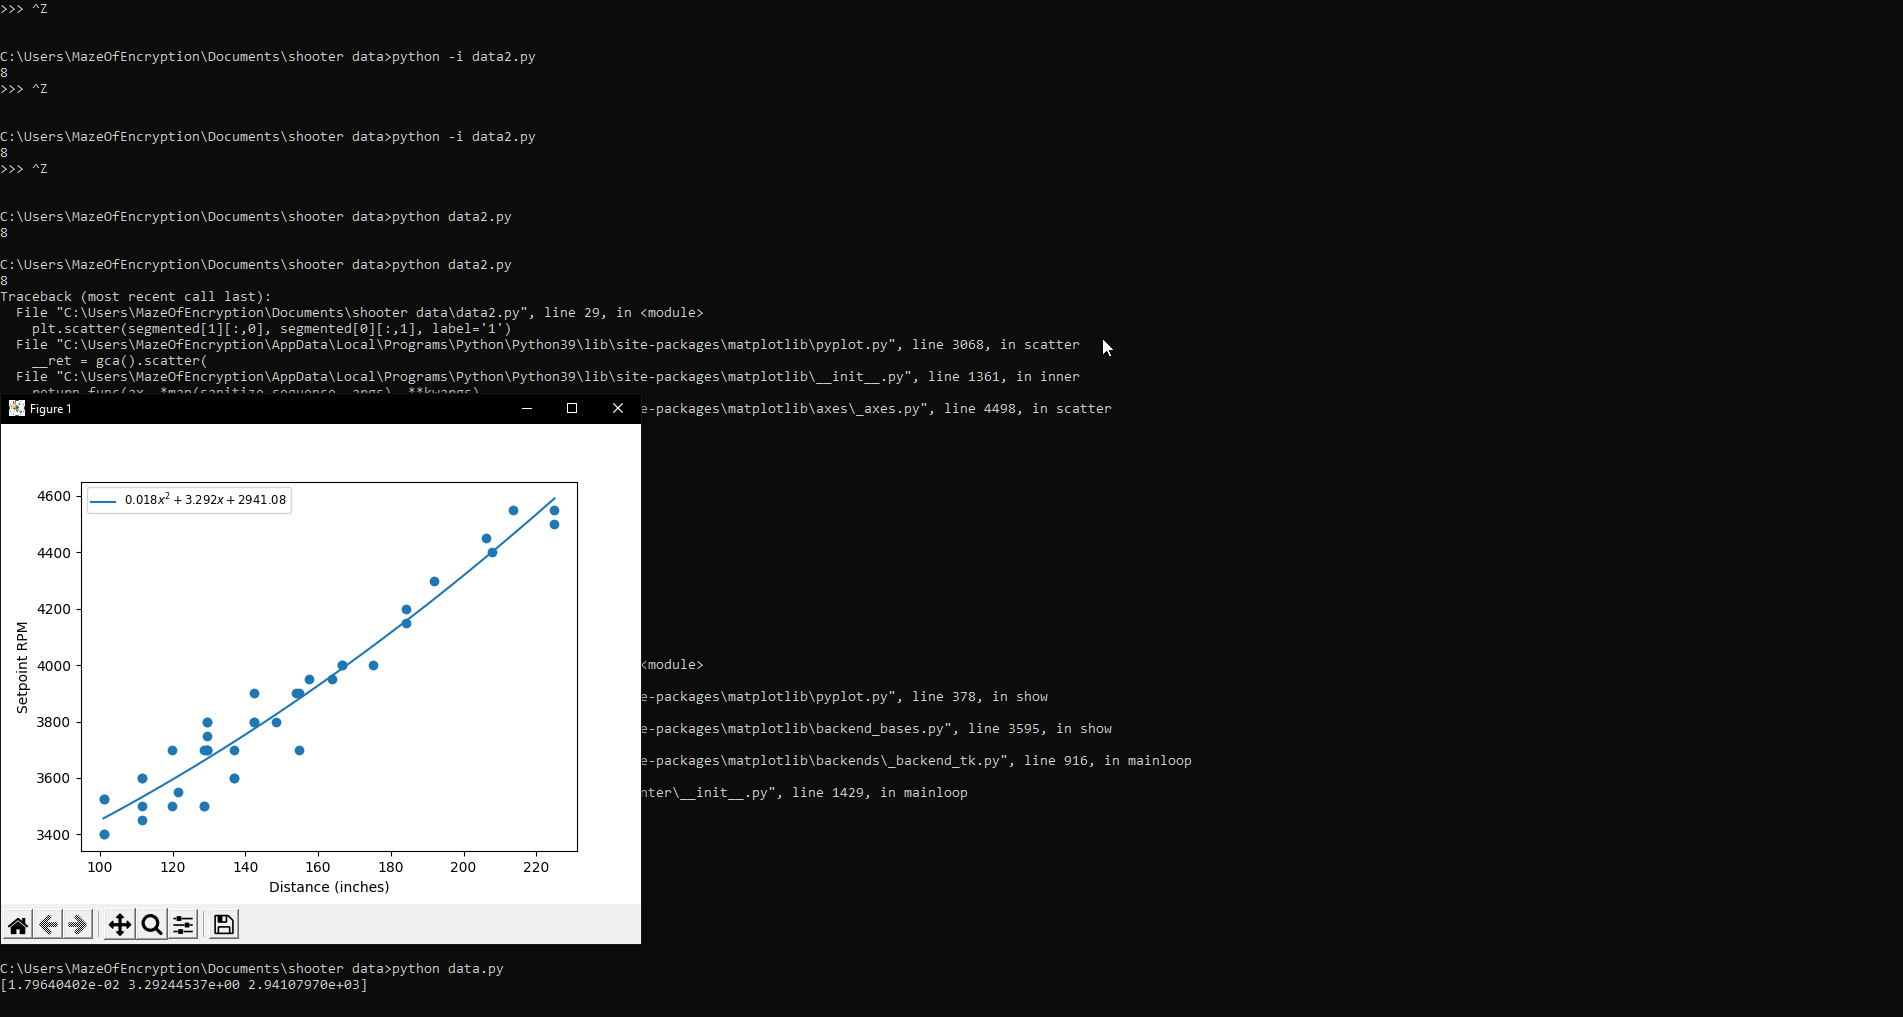 >>> ^Z
C:\Users\MazeOfEncryption\Documents\shooter data>python -i data2.py
8
>>> ^Z
C:\Users\MazeOfEncryption\Documents\shooter data>python -i data2.py
8
>>> ^Z
C:\Users\MazeOfEncryption\Documents\shooter data>python data2.py
8
C:\Users\MazeOfEncryption\Documents\shooter data>python data2.py
8
Traceback (most recent call last):
  File "C:\Users\MazeOfEncryption\Documents\shooter data\data2.py", line 29, in <module>
    plt.scatter(segmented[1][:,0], segmented[0][:,1], label='1')
  File "C:\Users\MazeOfEncryption\AppData\Local\Programs\Python\Python39\lib\site-packages\matplotlib\pyplot.py", line 3068, in scatter
    __ret = gca().scatter(
  File "C:\Users\MazeOfEncryption\AppData\Local\Programs\Python\Python39\lib\site-packages\matplotlib\__init__.py", line 1361, in inner
    return func(ax, *map(sanitize_sequence, args), **kwargs)
e-packages\matplotlib\axes\_axes.py", line 4498, in scatter
<module>
e-packages\matplotlib\pyplot.py", line 378, in show
e-packages\matplotlib\backend_bases.py", line 3595, in show
e-packages\matplotlib\backends\_backend_tk.py", line 916, in mainloop
nter\__init__.py", line 1429, in mainloop
Figure 1
0.018x² + 3.292x + 2941.08
4600
4400
4200
4000
3800
3600
3400
Setpoint RPM
100 120 140 160 180 200 220
Distance (inches)
C:\Users\MazeOfEncryption\Documents\shooter data>python data.py
[1.79640402e-02 3.29244537e+00 2.94107970e+03]